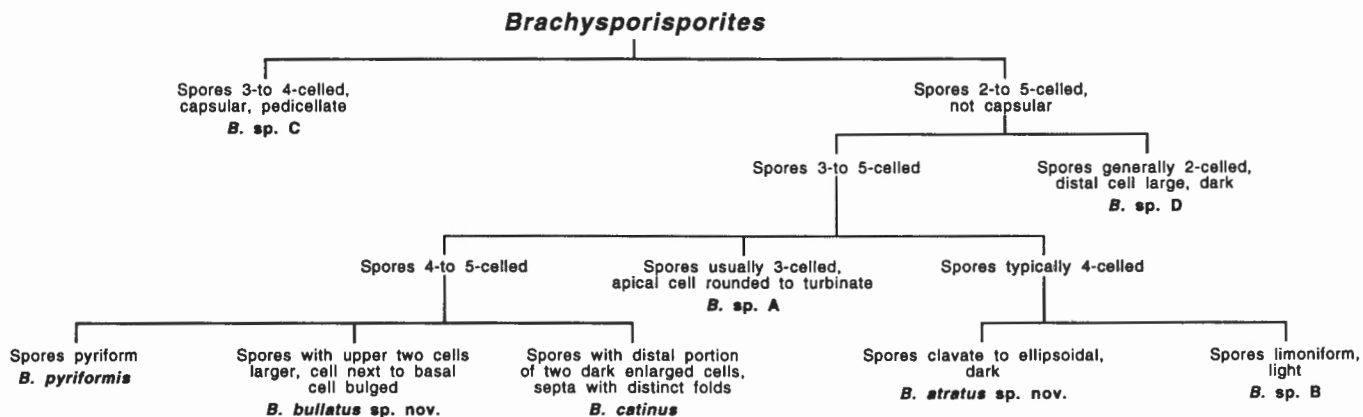 Brachysporisporites
Spores 3-to 4-celled,
capsular, pedicellate
B. sp. C
Spores 2-to 5-celled,
not capsular
Spores 3-to 5-celled
Spores generally 2-celled,
distal cell large, dark
B. sp. D
Spores 4-to 5-celled
Spores usually 3-celled,
apical cell rounded to turbinate
B. sp. A
Spores typically 4-celled
Spores pyriform
B. pyriformis
Spores with upper two cells
larger, cell next to basal
cell bulged
B. bullatus sp. nov.
Spores with distal portion
of two dark enlarged cells,
septa with distinct folds
B. catinus
Spores clavate to ellipsoidal,
dark
B. atratus sp. nov.
Spores limoniform,
light
B. sp. B